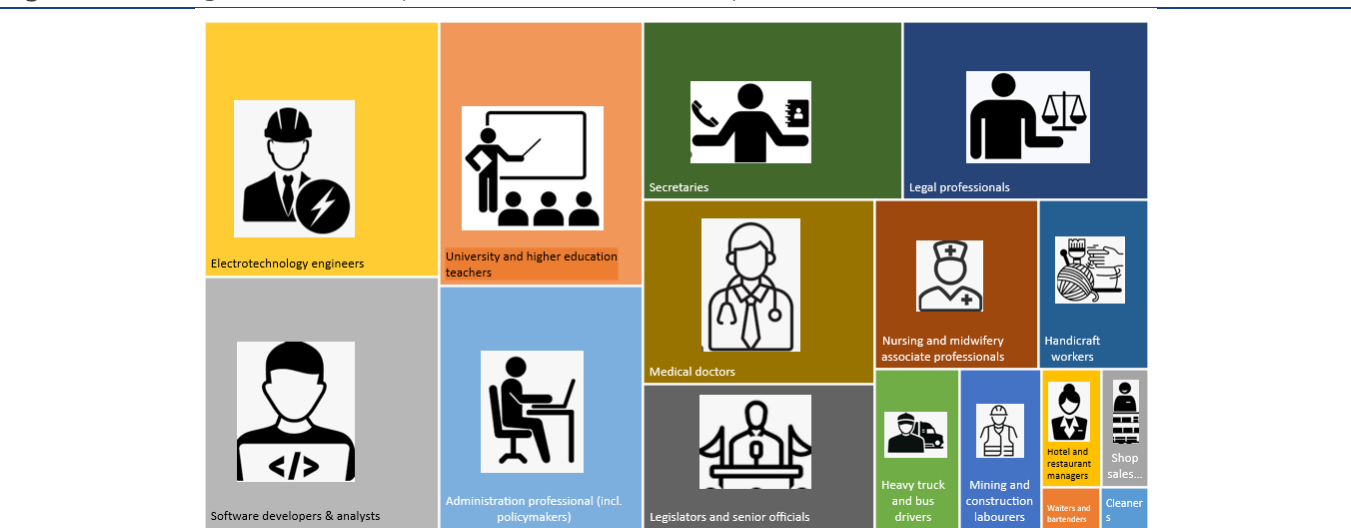 Electrotechnology engineers
University and higher education
teachers
Secretaries
Legal professionals
Software developers & analysts
</>
Administration professional (incl.
policymakers)
Medical doctors
Legislators and senior officials
Nursing and midwifery
associate professionals
Handicraft
workers
Heavy truck
and bus
drivers
Mining and
construction
labourers
Hotel and
restaurant
managers
Shop
sales...
Waiters and
bartenders
Cleaner
s